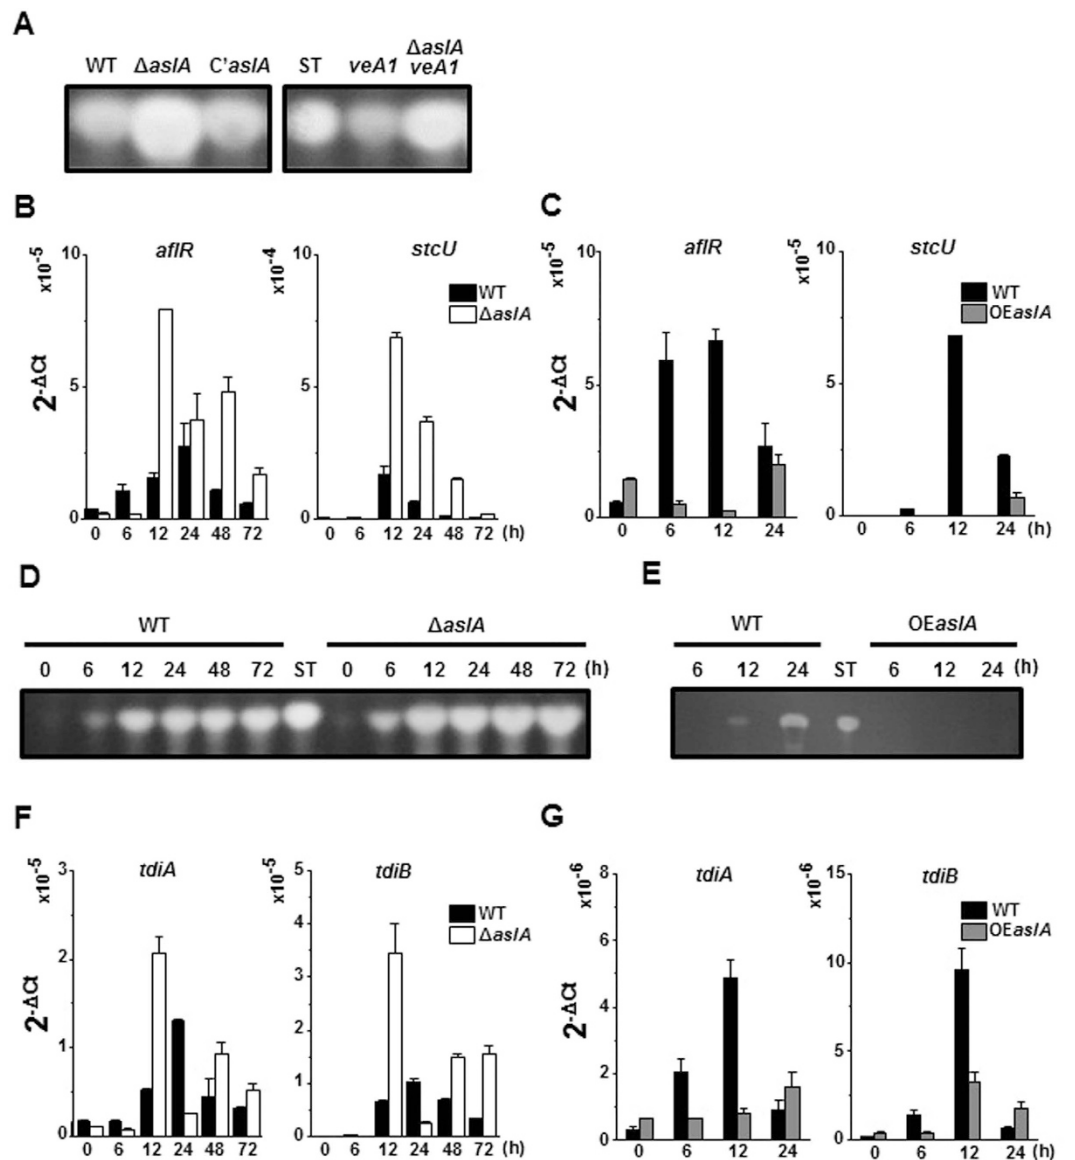 A
WT ΔaslA C'aslA ST veA1 ΔaslA veA1
B
aflR
stcU
x10-5
x10-4
2-ΔCt
10
5
0
10
5
0
WT
ΔaslA
0 6 12 24 48 72
0 6 12 24 48 72 (h)
C
aflR
stcU
x10-5
x10-5
2-ΔCt
10
5
0
10
5
0
WT
OEaslA
0 6 12 24
0 6 12 24 (h)
D
WT ΔaslA
0 6 12 24 48 72 ST 0 6 12 24 48 72 (h)
E
WT OEaslA
6 12 24 ST 6 12 24 (h)
F
tdiA
tdiB
x10-5
x10-5
2-ΔCt
3
2
1
0
5
4
3
2
1
0
WT
ΔaslA
0 6 12 24 48 72
0 6 12 24 48 72 (h)
G
tdiA
tdiB
x10-6
x10-6
2-ΔCt
8
6
4
2
0
15
10
5
0
WT
OEaslA
0 6 12 24
0 6 12 24 (h)